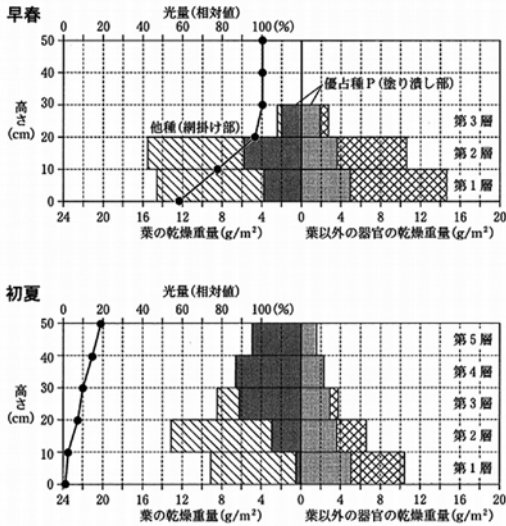 早春
光量(相対値)
0 20 40 60 80 100(%)
50
40
30
20
10
0
高さ
(cm)
優占種P(塗り潰し部)
他種(網掛け部)
第3層
第2層
第1層
24 20 16 12 8 4 0 4 8 12 16 20
葉の乾燥重量(g/m²) 葉以外の器官の乾燥重量(g/m²)
初夏
光量(相対値)
0 20 40 60 80 100(%)
50
40
30
20
10
0
高さ
(cm)
第5層
第4層
第3層
第2層
第1層
24 20 16 12 8 4 0 4 8 12 16 20
葉の乾燥重量(g/m²) 葉以外の器官の乾燥重量(g/m²)